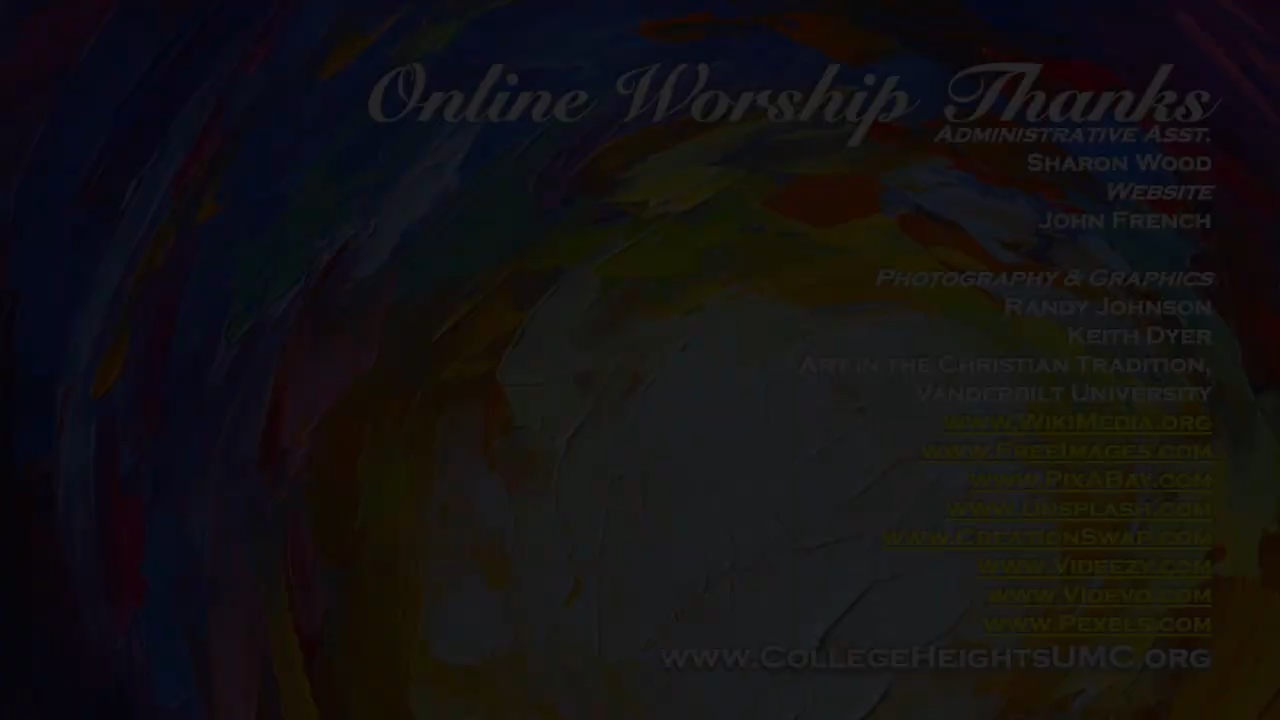 Online Worship Thanks
Administrative Asst.
Sharon Wood
Website
John French
Photography & Graphics
Randy Johnson
Keith Dyer
Art in the Christian Tradition,
Vanderbilt University
www.WikiMedia.org
www.FreeImages.com
www.PixABay.com
www.Unsplash.com
www.CreationSwap.com
www.Videezy.com
www.Videvo.com
www.Pexels.com
www.CollegeHeightsUMC.org